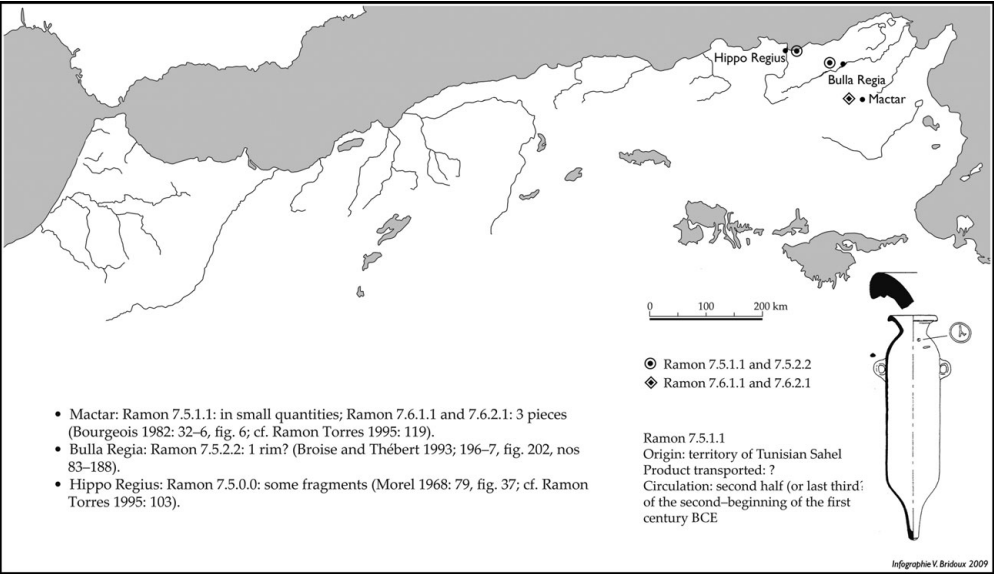 Hippo Regius
Bulla Regia
Mactar
0 100 200 km
Ramon 7.5.1.1 and 7.5.2.2
Ramon 7.6.1.1 and 7.6.2.1
• Mactar: Ramon 7.5.1.1: in small quantities; Ramon 7.6.1.1 and 7.6.2.1: 3 pieces
(Bourgeois 1982: 32–6, fig. 6; cf. Ramon Torres 1995: 119).
• Bulla Regia: Ramon 7.5.2.2: 1 rim? (Broise and Thébert 1993; 196–7, fig. 202, nos
83–188).
• Hippo Regius: Ramon 7.5.0.0: some fragments (Morel 1968: 79, fig. 37; cf. Ramon
Torres 1995: 103).
Ramon 7.5.1.1
Origin: territory of Tunisian Sahel
Product transported: ?
Circulation: second half (or last third?
of the second–beginning of the first
century BCE
Infographie V. Bridoux 2009